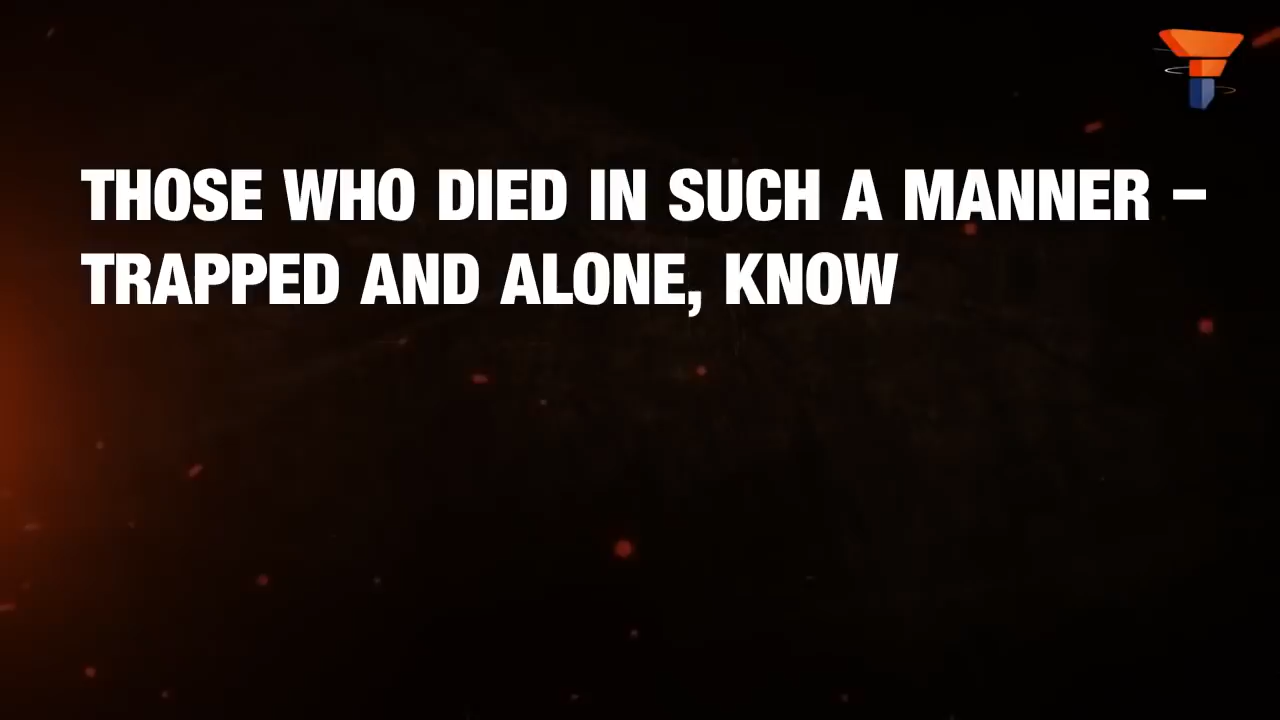 THOSE WHO DIED IN SUCH A MANNER –
TRAPPED AND ALONE, KNOW